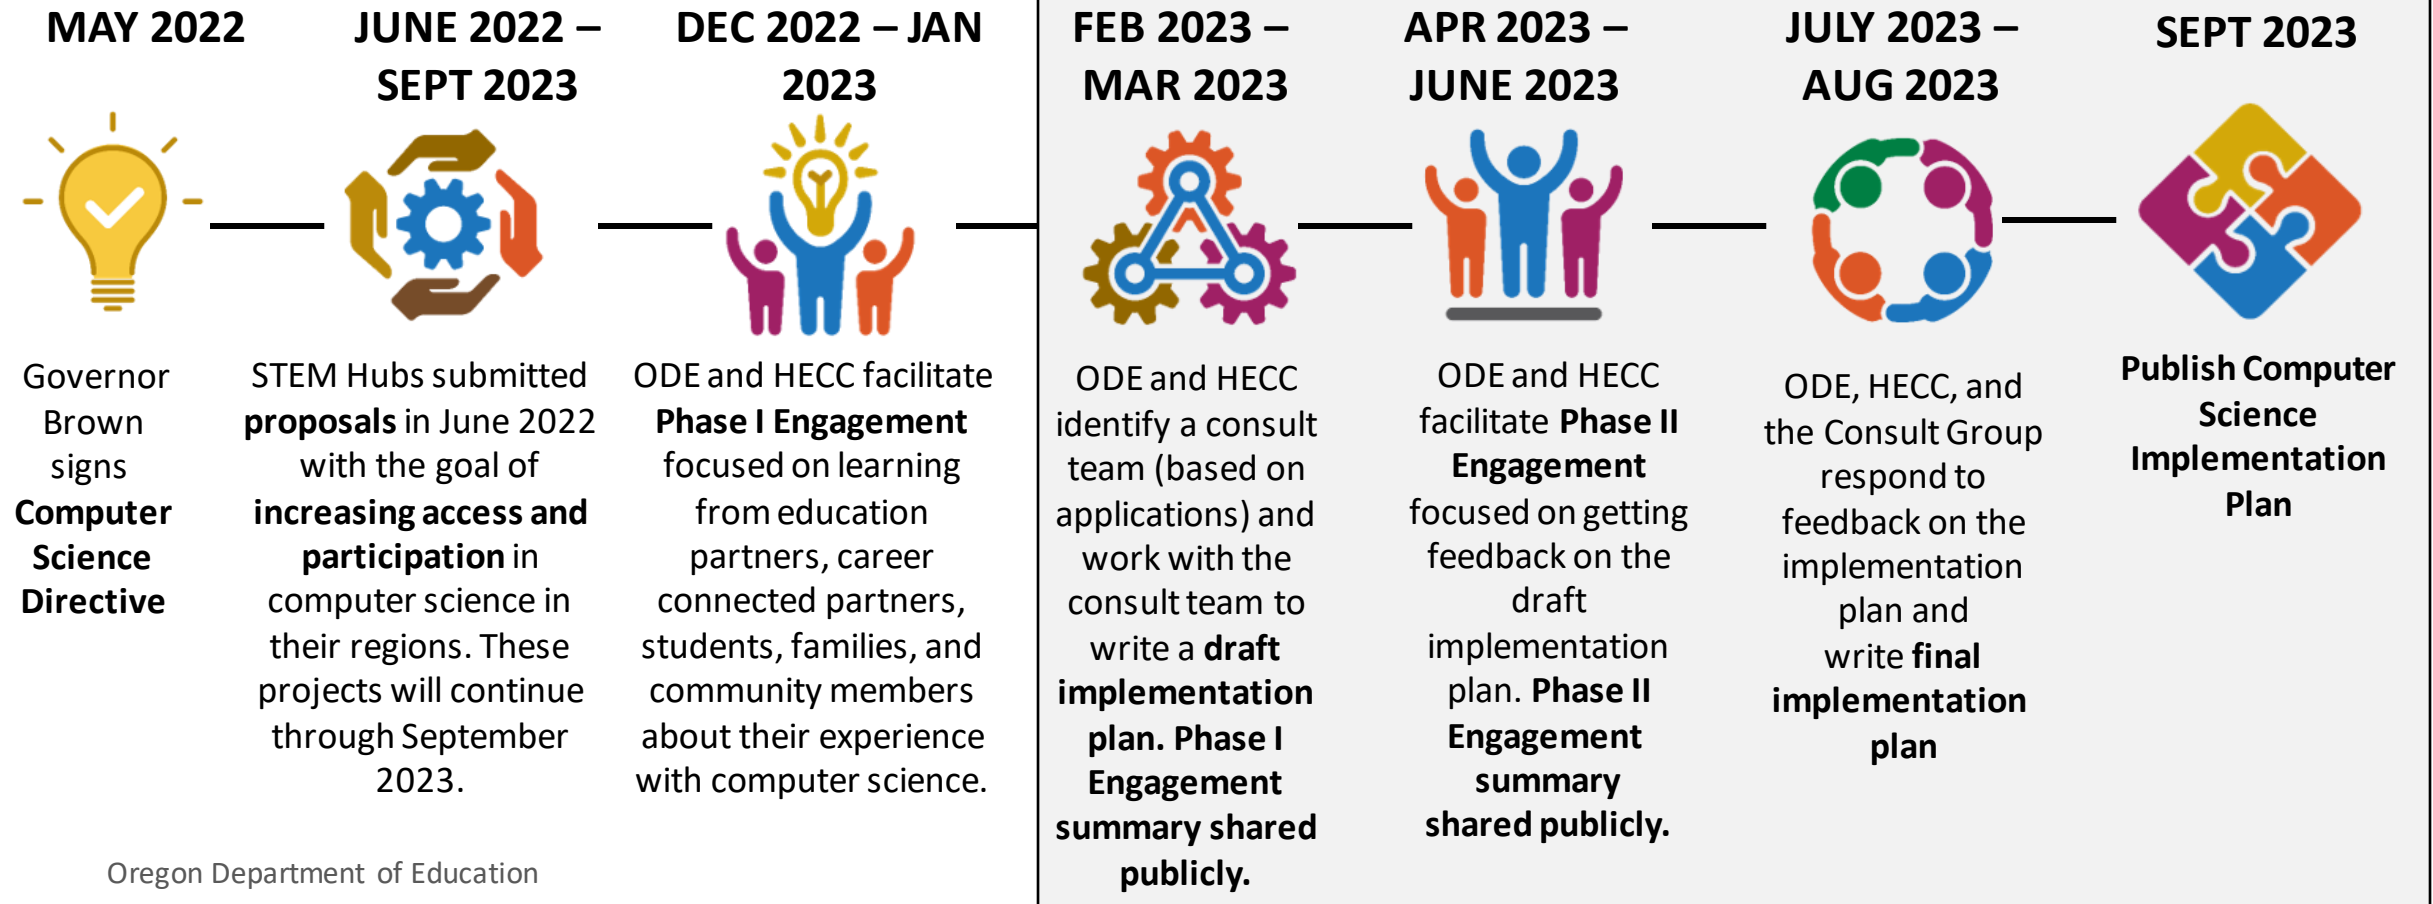 MAY 2022
Governor
Brown
signs
Computer
Science
Directive
JUNE 2022 –
SEPT 2023
STEM Hubs submitted
proposals in June 2022
with the goal of
increasing access and
participation in
computer science in
their regions. These
projects will continue
through September
2023.
DEC 2022 – JAN
2023
ODE and HECC facilitate
Phase I Engagement
focused on learning
from education
partners, career
connected partners,
students, families, and
community members
about their experience
with computer science.
FEB 2023 –
MAR 2023
ODE and HECC
identify a consult
team (based on
applications) and
work with the
consult team to
write a draft
implementation
plan. Phase I
Engagement
summary shared
publicly.
APR 2023 –
JUNE 2023
ODE and HECC
facilitate Phase II
Engagement
focused on getting
feedback on the
draft
implementation
plan. Phase II
Engagement
summary
shared publicly.
JULY 2023 –
AUG 2023
ODE, HECC, and
the Consult Group
respond to
feedback on the
implementation
plan and
write final
implementation
plan
SEPT 2023
Publish Computer
Science
Implementation
Plan
Oregon Department of Education